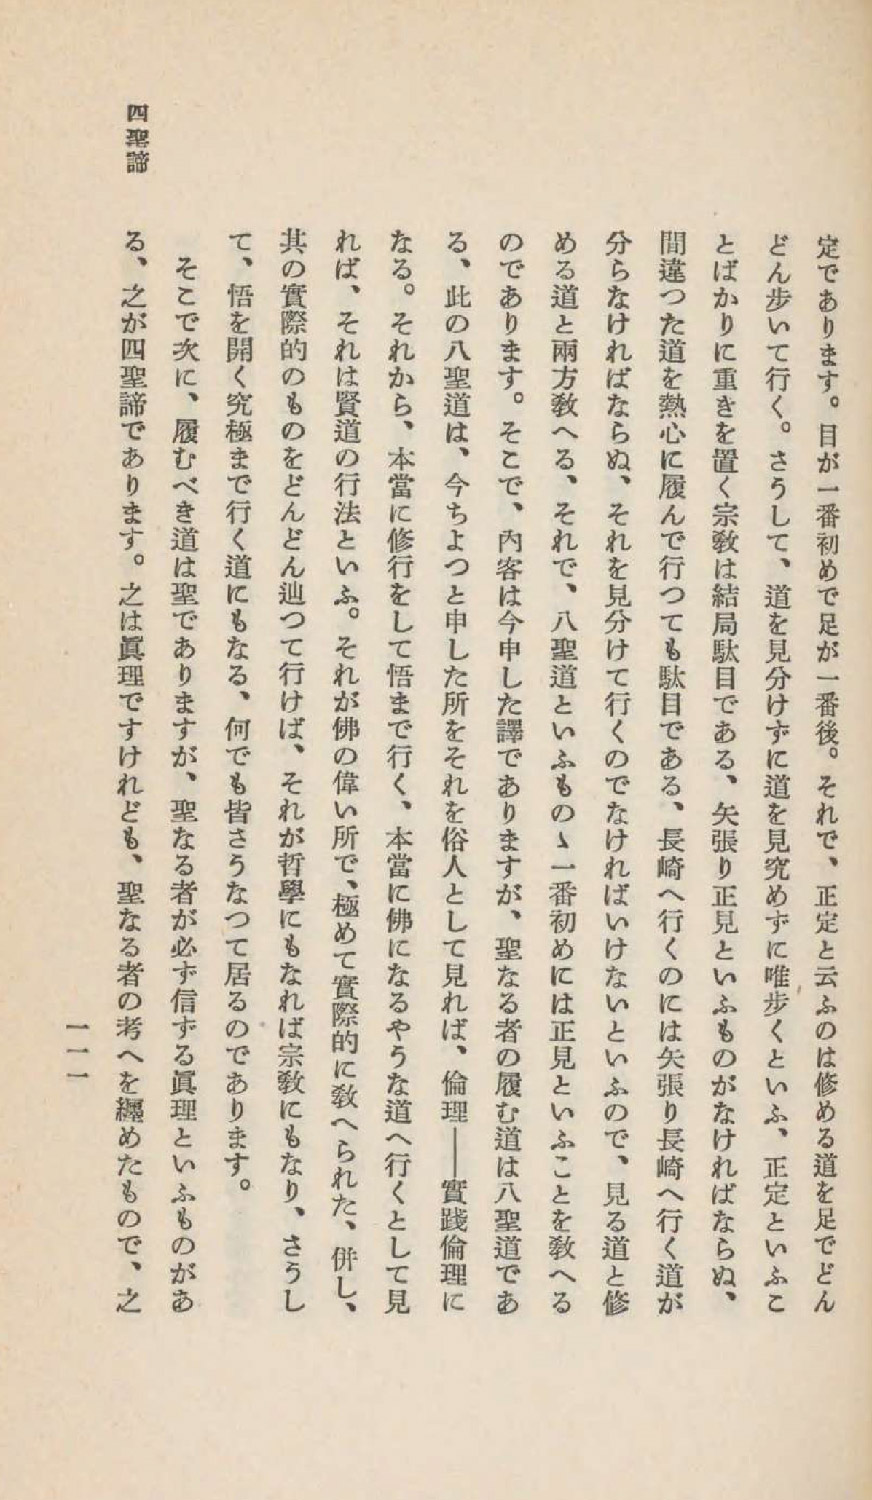 定であります。目が一番初めで足が一番後。それで、正定と云ふのは修める道を足でどん
どん歩いて行く。さうして、道を見分けずに道を見究めずに唯歩くといふ、正定といふこ
とばかりに重きを置く宗教は結局駄目である、矢張り正見といふものがなければならぬ、
間違つた道を熱心に履んで行つても駄目である、長崎へ行くのには矢張り長崎へ行く道が
分らなければならぬ、それを見分けて行くのでなければいけないといふので、見る道と修
める道と兩方敎へる、それで、八聖道といふものゝ一番初めには正見といふことを敎へる
のであります。そこで、內容は今申した譯でありますが、聖なる者の履む道は八聖道であ
る、此の八聖道は、今ちよつと申した所をそれを俗人として見れば、倫理――實踐倫理に
なる。それから、本當に修行をして悟まで行く、本當に佛になるやうな道へ行くとして見
れば、それは賢道の行法といふ。それが佛の偉い所で、極めて實際的に敎へられた、併し、
其の實際的のものをどんどん辿つて行けば、それが哲學にもなれば宗敎にもなり、さうし
て、悟を開く究極まで行く道にもなる、何でも皆さうなつて居るのであります。
そこで次に、履むべき道は聖でありますが、聖なる者が必ず信ずる眞理といふものがあ
る、之が四聖諦であります。之は眞理ですけれども、聖なる者の考へを纒めたもので、之
四聖諦
一一一